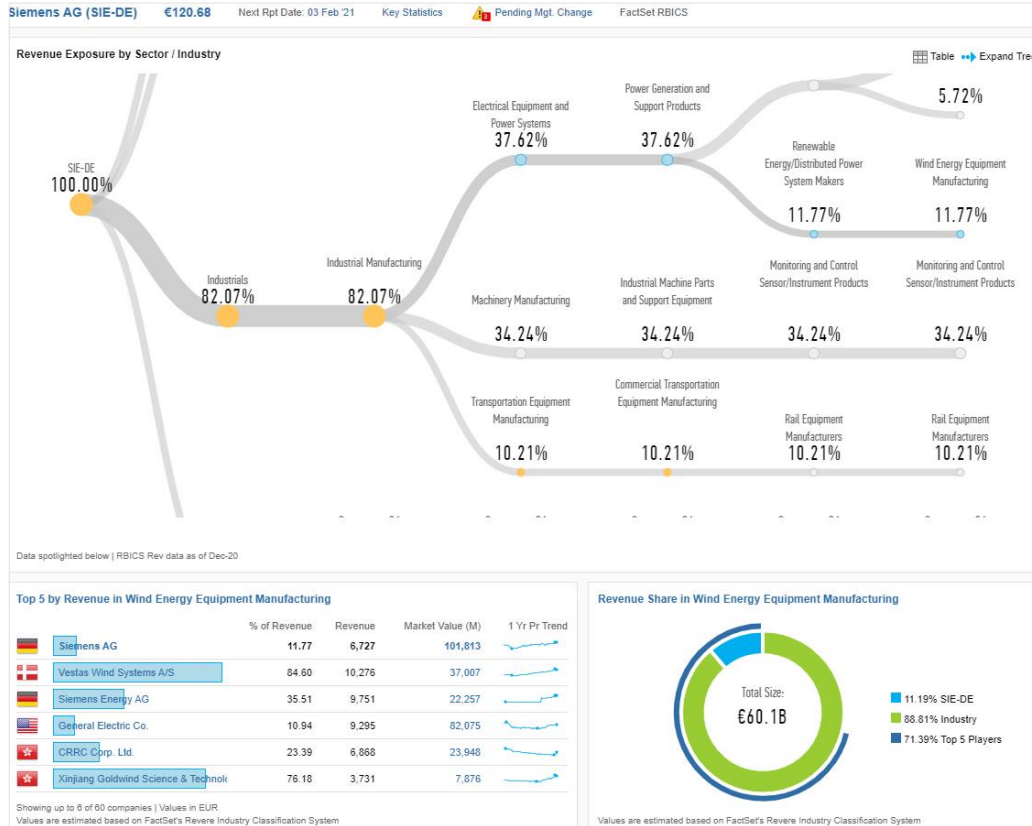 Siemens AG (SIE-DE) €120.68 Next Rpt Date: 03 Feb '21 Key Statistics 2 Pending Mgt. Change FactSet RBICS
Revenue Exposure by Sector / Industry
Table Expand Tre
SIE-DE
100.00%
Industrials
82.07%
Industrial Manufacturing
82.07%
Electrical Equipment and
Power Systems
37.62%
Power Generation and
Support Products
37.62%
5.72%
Renewable
Energy/Distributed Power
System Makers
11.77%
Wind Energy Equipment
Manufacturing
11.77%
Machinery Manufacturing
34.24%
Industrial Machine Parts
and Support Equipment
34.24%
Monitoring and Control
Sensor/Instrument Products
34.24%
Monitoring and Control
Sensor/Instrument Products
34.24%
Transportation Equipment
Manufacturing
10.21%
Commercial Transportation
Equipment Manufacturing
10.21%
Rail Equipment
Manufacturers
10.21%
Rail Equipment
Manufacturers
10.21%
Data spotlighted below | RBICS Rev data as of Dec-20
Top 5 by Revenue in Wind Energy Equipment Manufacturing
% of Revenue Revenue Market Value (M) 1 Yr Pr Trend
Siemens AG 11.77 6,727 101,813
Vestas Wind Systems A/S 84.60 10,276 37,007
Siemens Energy AG 35.51 9,751 22,257
General Electric Co. 10.94 9,295 82,075
CRRC Corp. Ltd. 23.39 6,868 23,948
Xinjiang Goldwind Science & Technolo 76.18 3,731 7,876
Showing up to 6 of 60 companies | Values in EUR
Values are estimated based on FactSet's Revere Industry Classification System
Revenue Share in Wind Energy Equipment Manufacturing
Total Size:
€60.1B
11.19% SIE-DE
88.81% Industry
71.39% Top 5 Players
Values are estimated based on FactSet's Revere Industry Classification System